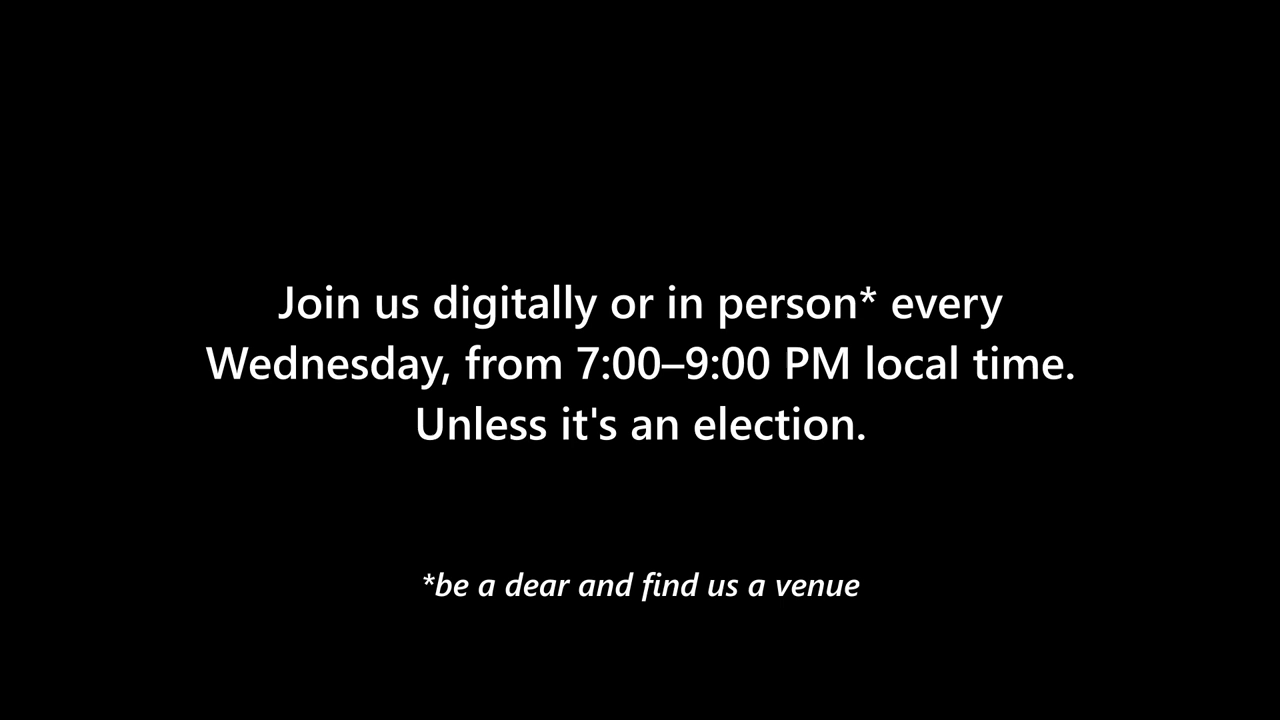 Join us digitally or in person* every
Wednesday, from 7:00–9:00 PM local time.
Unless it's an election.
*be a dear and find us a venue